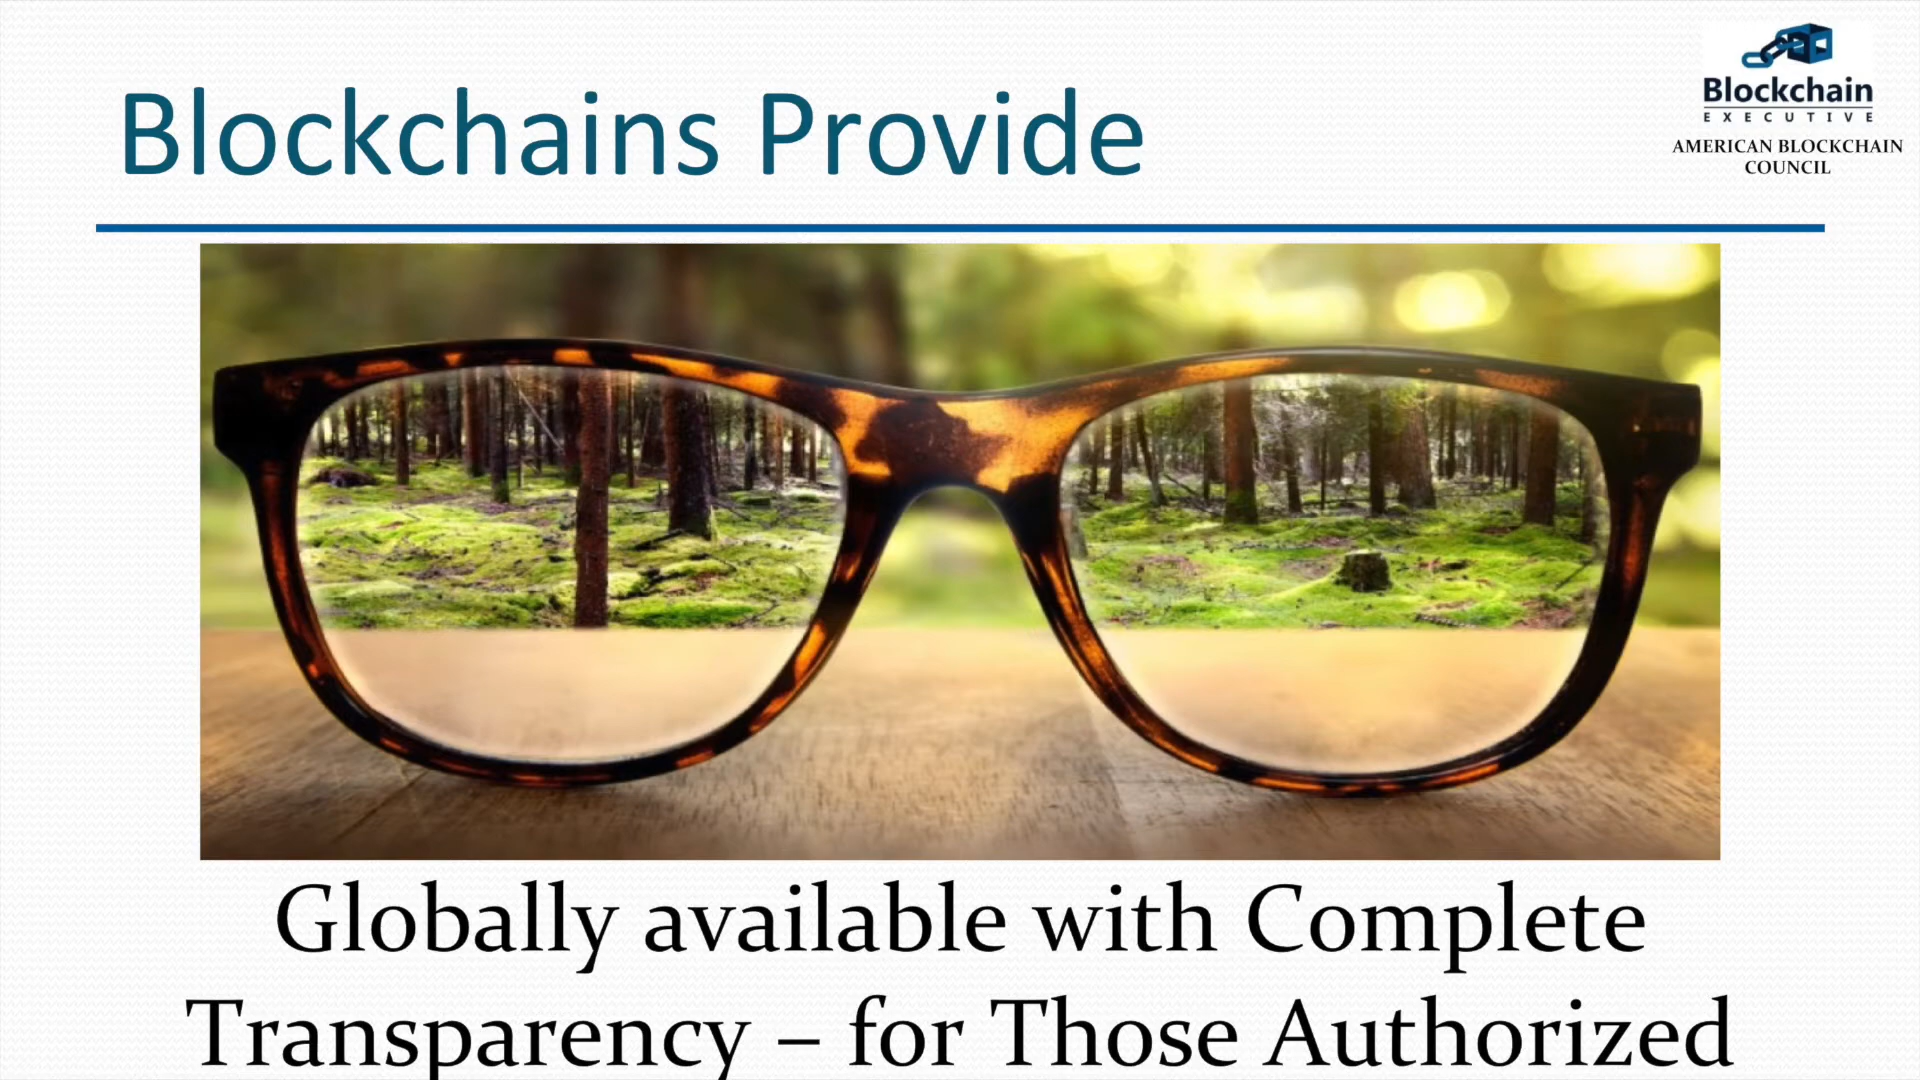 Blockchains Provide
Blockchain
EXECUTIVE
AMERICAN BLOCKCHAIN
COUNCIL
Globally available with Complete
Transparency – for Those Authorized